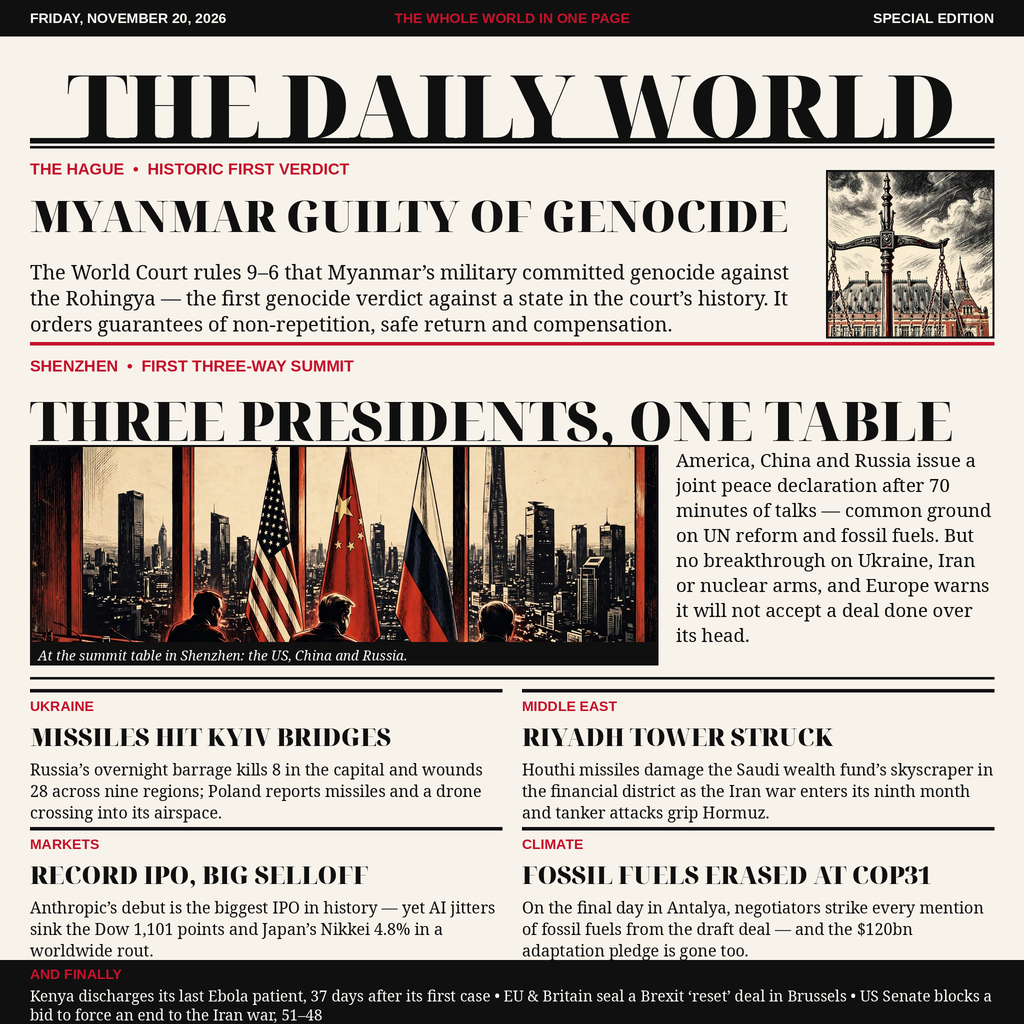 FRIDAY, NOVEMBER 20, 2026
THE WHOLE WORLD IN ONE PAGE
SPECIAL EDITION
THE DAILY WORLD
THE HAGUE • HISTORIC FIRST VERDICT
MYANMAR GUILTY OF GENOCIDE
The World Court rules 9–6 that Myanmar’s military committed genocide against
the Rohingya — the first genocide verdict against a state in the court’s history. It
orders guarantees of non-repetition, safe return and compensation.
SHENZHEN • FIRST THREE-WAY SUMMIT
THREE PRESIDENTS, ONE TABLE
At the summit table in Shenzhen: the US, China and Russia.
America, China and Russia issue a
joint peace declaration after 70
minutes of talks — common ground
on UN reform and fossil fuels. But
no breakthrough on Ukraine, Iran
or nuclear arms, and Europe warns
it will not accept a deal done over
its head.
UKRAINE
MISSILES HIT KYIV BRIDGES
Russia’s overnight barrage kills 8 in the capital and wounds
28 across nine regions; Poland reports missiles and a drone
crossing into its airspace.
MIDDLE EAST
RIYADH TOWER STRUCK
Houthi missiles damage the Saudi wealth fund’s skyscraper in
the financial district as the Iran war enters its ninth month
and tanker attacks grip Hormuz.
MARKETS
RECORD IPO, BIG SELLOFF
Anthropic’s debut is the biggest IPO in history — yet AI jitters
sink the Dow 1,101 points and Japan’s Nikkei 4.8% in a
worldwide rout.
CLIMATE
FOSSIL FUELS ERASED AT COP31
On the final day in Antalya, negotiators strike every mention
of fossil fuels from the draft deal — and the $120bn
adaptation pledge is gone too.
AND FINALLY
Kenya discharges its last Ebola patient, 37 days after its first case • EU & Britain seal a Brexit ‘reset’ deal in Brussels • US Senate blocks a
bid to force an end to the Iran war, 51–48